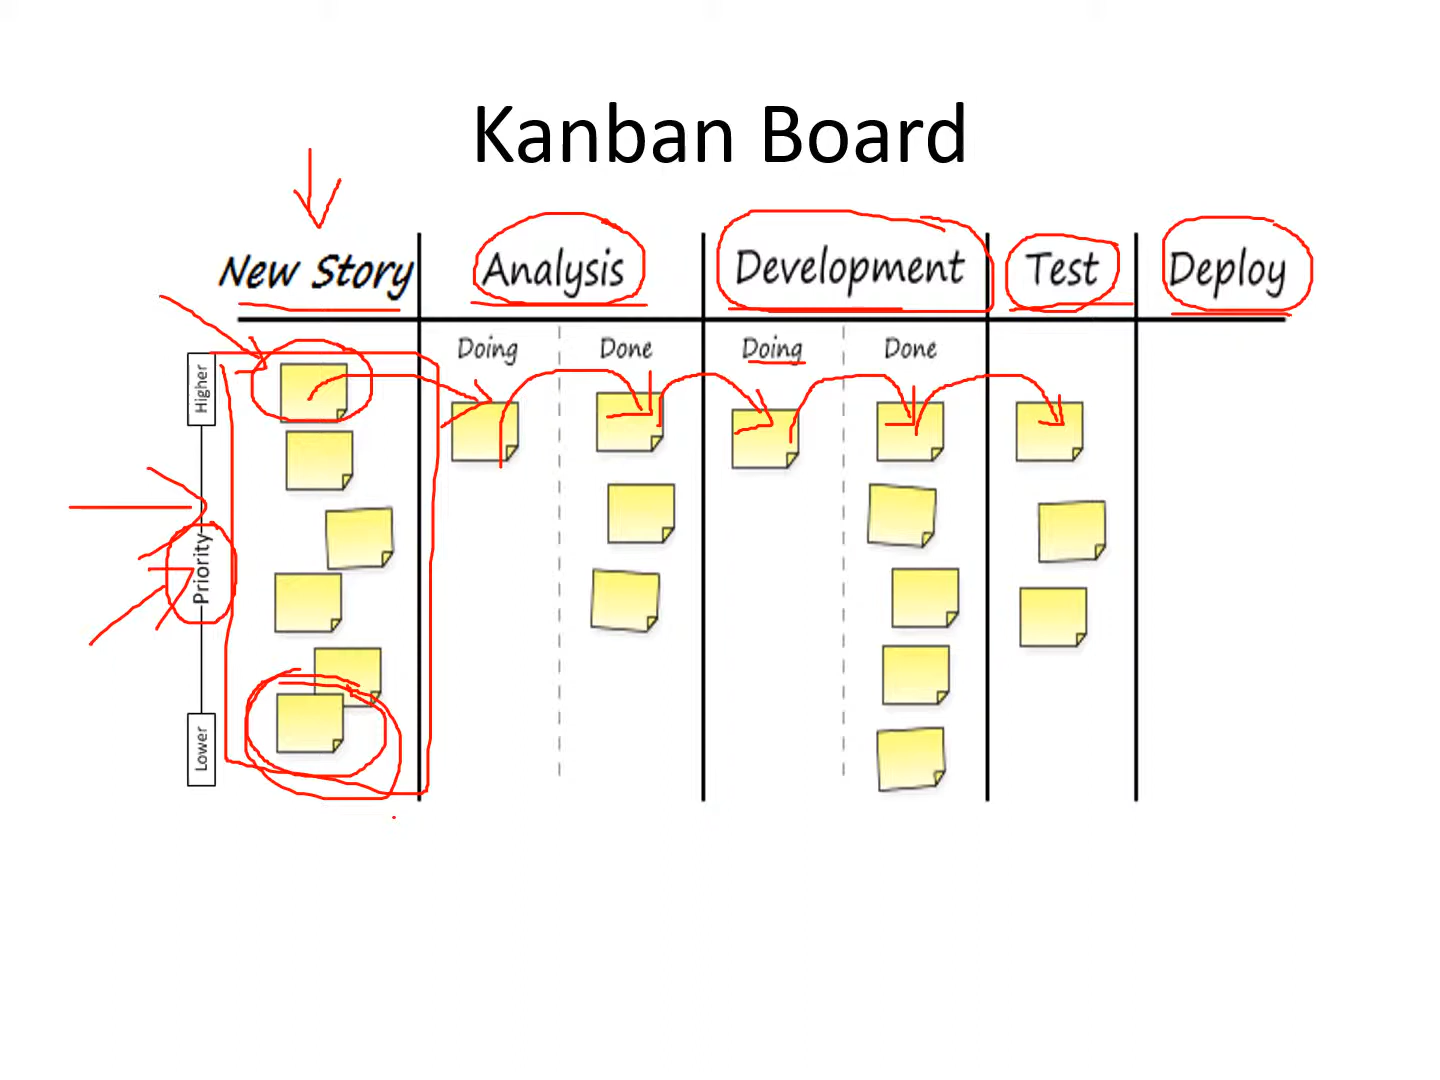 Kanban Board
New Story Analysis Development Test Deploy
Doing Done Doing Done
Higher
Priority
Lower